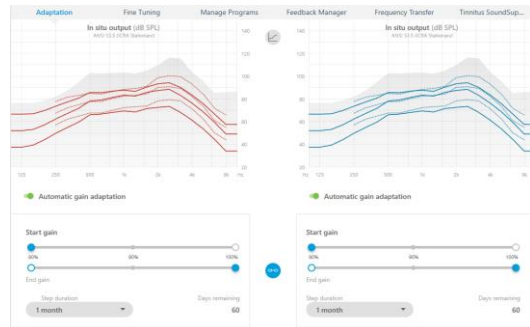 Adaptation Fine Tuning Manage Programs Feedback Manager Frequency Transfer Tinnitus SoundSup...
In situ output (dB SPL) 140
140 In situ output (dB SPL)
120 120
100 100
80 80
60 60
40 40
20 20
125 250 500 1k 2k 4k 8k Hz
Hz 125 250 500 1k 2k 4k 8k
Automatic gain adaptation Automatic gain adaptation
Start gain Start gain
80% 90% 100% 80% 90% 100%
End gain End gain
Step duration Days remaining Step duration Days remaining
1 month 60 1 month 60